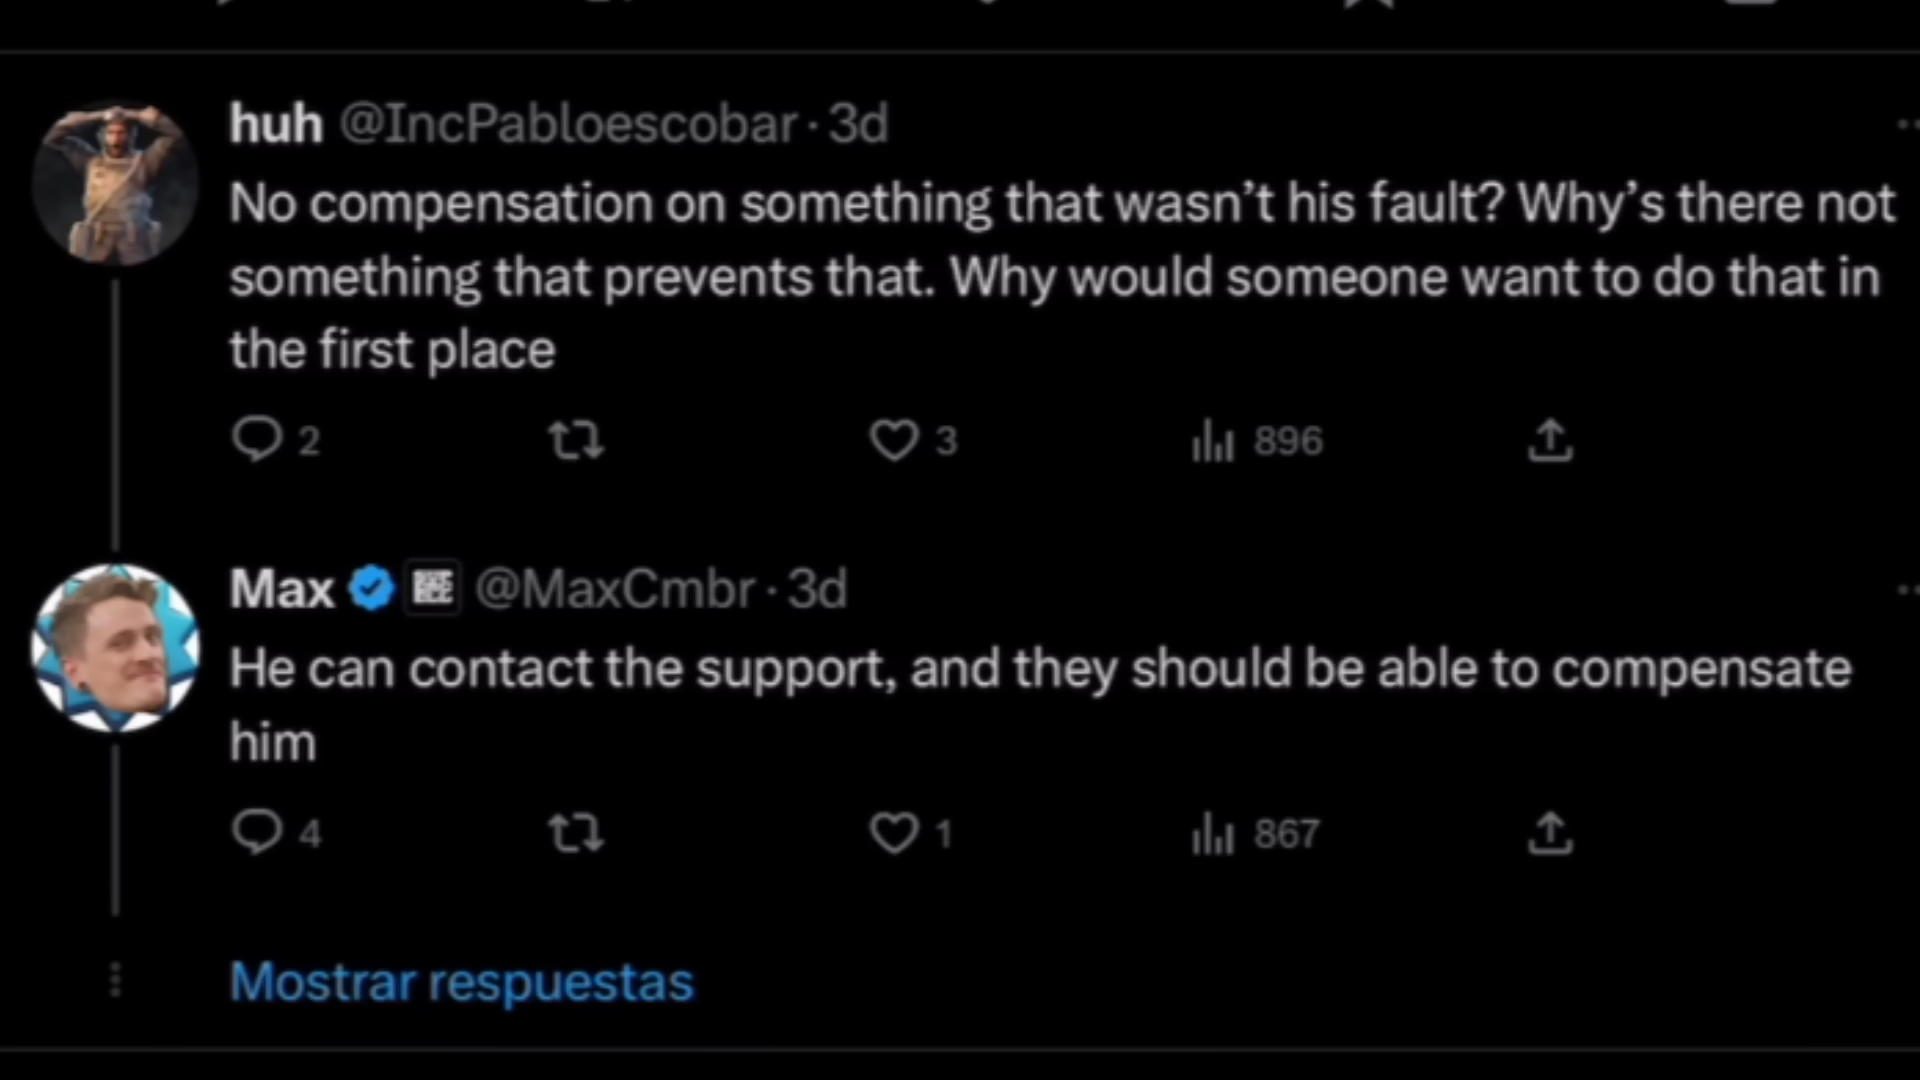 huh @IncPabloescobar · 3d
No compensation on something that wasn’t his fault? Why’s there not
something that prevents that. Why would someone want to do that in
the first place
2 3 896
Max @MaxCmbr · 3d
He can contact the support, and they should be able to compensate
him
4 1 867
Mostrar respuestas